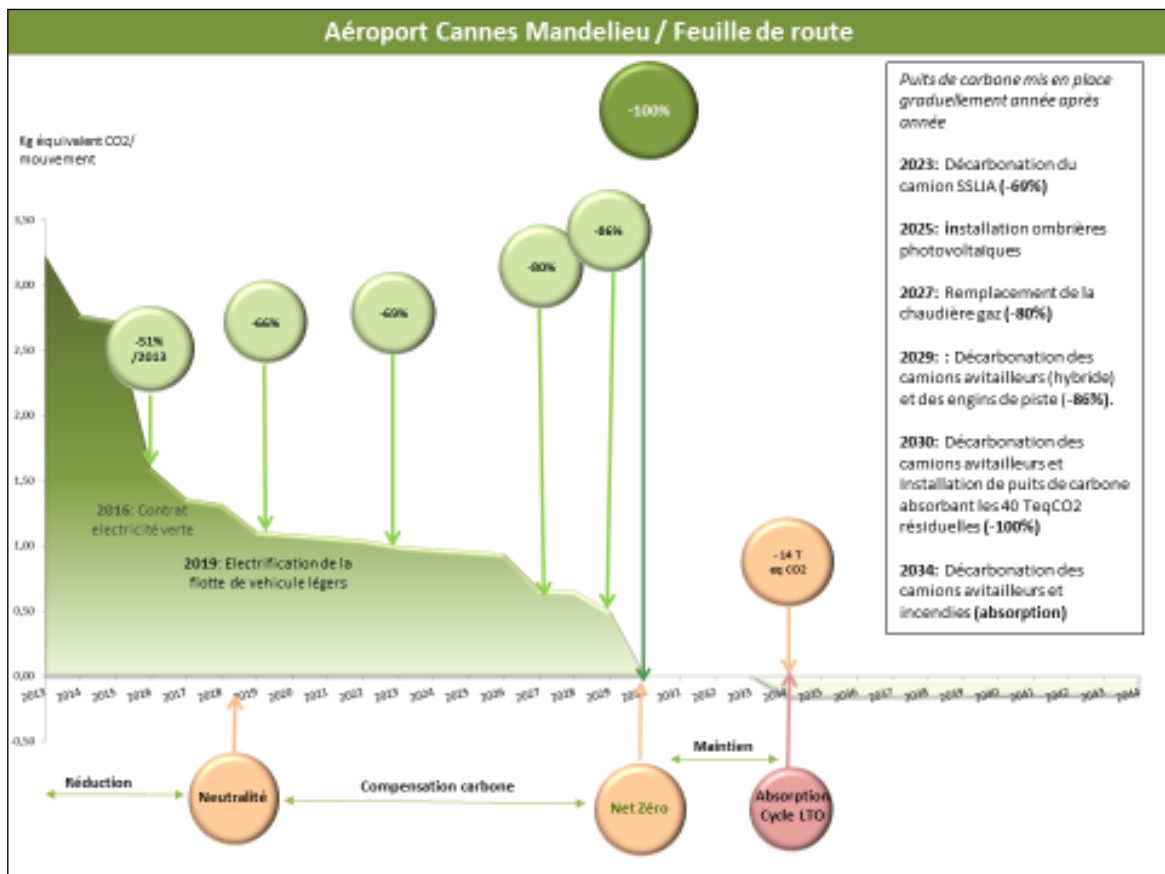 Aéroport Cannes Mandelieu / Feuille de route
Kg équivalent CO2/
mouvement
-100%
-86%
-80%
-69%
-66%
-51%
/2013
3,50
3,00
2,50
2,00
1,50
1,00
0,50
0,00
-0,50
2016: Contrat
electricité verte
2019: Electrification de la
flotte de vehicule légers
-14 T
eq CO2
2013 2014 2015 2016 2017 2018 2019 2020 2021 2022 2023 2024 2025 2026 2027 2028 2029 2031 2032 2033 2034 2035 2036 2037 2038 2039 2040 2041 2042 2043 2044
Réduction
Neutralité
Compensation carbone
Net Zéro
Maintien
Absorption
Cycle LTO
Puits de carbone mis en place
graduellement année après
année
2023: Décarbonation du
camion SSLIA (-69%)
2025: Installation ombrières
photovoltaïques
2027: Remplacement de la
chaudière gaz (-80%)
2029: : Décarbonation des
camions avitailleurs (hybride)
et des engins de piste (-86%).
2030: Décarbonation des
camions avitailleurs et
installation de puits de carbone
absorbant les 40 TeqCO2
résiduelles (-100%)
2034: Décarbonation des
camions avitailleurs et
incendies (absorption)